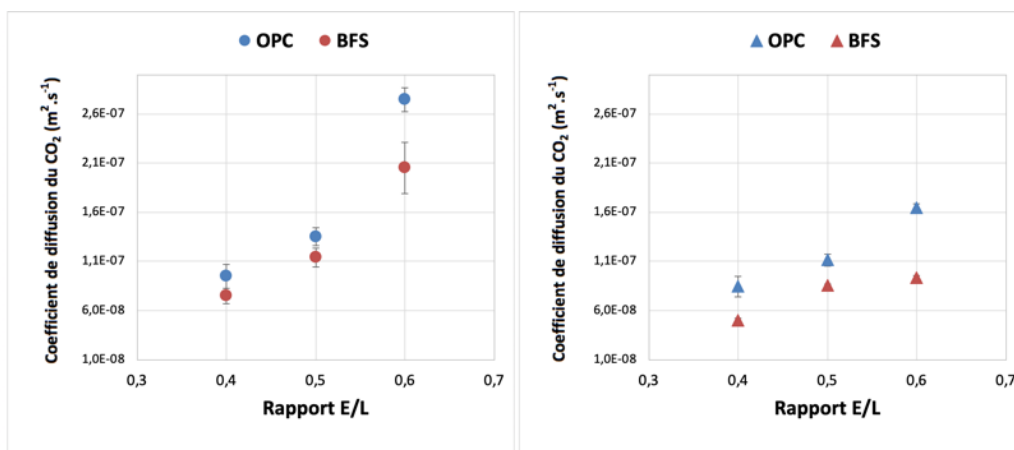 OPC BFS
Coefficient de diffusion du CO₂ (m².s⁻¹)
2,6E-07
2,1E-07
1,6E-07
1,1E-07
6,0E-08
1,0E-08
0,3 0,4 0,5 0,6 0,7
Rapport E/L
OPC BFS
Coefficient de diffusion du CO₂ (m².s⁻¹)
2,6E-07
2,1E-07
1,6E-07
1,1E-07
6,0E-08
1,0E-08
0,3 0,4 0,5 0,6 0,7
Rapport E/L